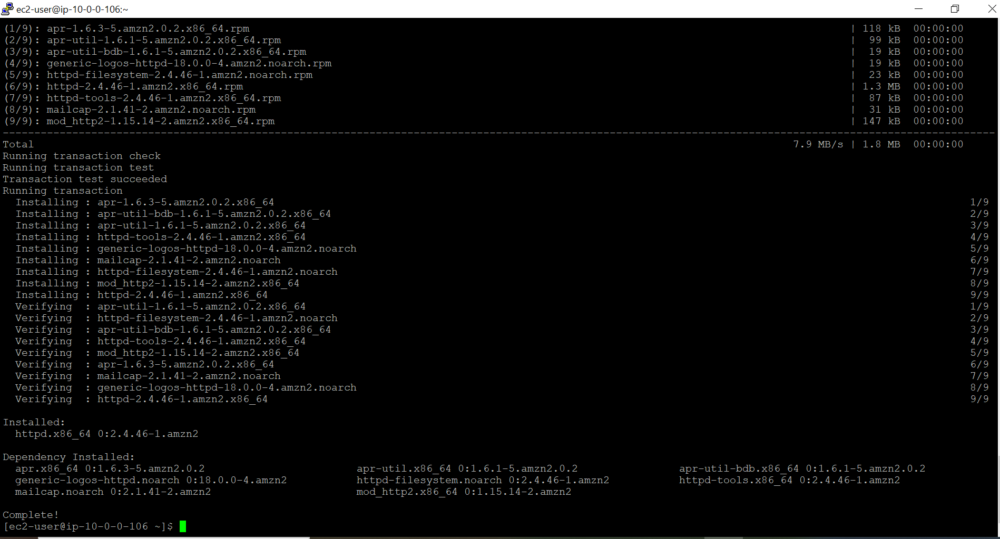 ec2-user@ip-10-0-0-106:~
(1/9): apr-1.6.3-5.amzn2.0.2.x86_64.rpm | 118 kB 00:00:00
(2/9): apr-util-1.6.1-5.amzn2.0.2.x86_64.rpm | 99 kB 00:00:00
(3/9): apr-util-bdb-1.6.1-5.amzn2.0.2.x86_64.rpm | 19 kB 00:00:00
(4/9): generic-logos-httpd-18.0.0-4.amzn2.noarch.rpm | 19 kB 00:00:00
(5/9): httpd-filesystem-2.4.46-1.amzn2.noarch.rpm | 23 kB 00:00:00
(6/9): httpd-2.4.46-1.amzn2.x86_64.rpm | 1.3 MB 00:00:00
(7/9): httpd-tools-2.4.46-1.amzn2.x86_64.rpm | 87 kB 00:00:00
(8/9): mailcap-2.1.41-2.amzn2.noarch.rpm | 31 kB 00:00:00
(9/9): mod_http2-1.15.14-2.amzn2.x86_64.rpm | 147 kB 00:00:00
--------------------------------------------------------------------------------
Total 7.9 MB/s | 1.8 MB 00:00:00
Running transaction check
Running transaction test
Transaction test succeeded
Running transaction
Installing : apr-1.6.3-5.amzn2.0.2.x86_64 1/9
Installing : apr-util-bdb-1.6.1-5.amzn2.0.2.x86_64 2/9
Installing : apr-util-1.6.1-5.amzn2.0.2.x86_64 3/9
Installing : httpd-tools-2.4.46-1.amzn2.x86_64 4/9
Installing : generic-logos-httpd-18.0.0-4.amzn2.noarch 5/9
Installing : mailcap-2.1.41-2.amzn2.noarch 6/9
Installing : httpd-filesystem-2.4.46-1.amzn2.noarch 7/9
Installing : mod_http2-1.15.14-2.amzn2.x86_64 8/9
Installing : httpd-2.4.46-1.amzn2.x86_64 9/9
Verifying : apr-util-1.6.1-5.amzn2.0.2.x86_64 1/9
Verifying : httpd-filesystem-2.4.46-1.amzn2.noarch 2/9
Verifying : apr-util-bdb-1.6.1-5.amzn2.0.2.x86_64 3/9
Verifying : httpd-tools-2.4.46-1.amzn2.x86_64 4/9
Verifying : mod_http2-1.15.14-2.amzn2.x86_64 5/9
Verifying : apr-1.6.3-5.amzn2.0.2.x86_64 6/9
Verifying : mailcap-2.1.41-2.amzn2.noarch 7/9
Verifying : generic-logos-httpd-18.0.0-4.amzn2.noarch 8/9
Verifying : httpd-2.4.46-1.amzn2.x86_64 9/9
Installed:
httpd.x86_64 0:2.4.46-1.amzn2
Dependency Installed:
apr.x86_64 0:1.6.3-5.amzn2.0.2 apr-util.x86_64 0:1.6.1-5.amzn2.0.2 apr-util-bdb.x86_64 0:1.6.1-5.amzn2.0.2
generic-logos-httpd.noarch 0:18.0.0-4.amzn2 httpd-filesystem.noarch 0:2.4.46-1.amzn2 httpd-tools.x86_64 0:2.4.46-1.amzn2
mailcap.noarch 0:2.1.41-2.amzn2 mod_http2.x86_64 0:1.15.14-2.amzn2
Complete!
[ec2-user@ip-10-0-0-106 ~]$